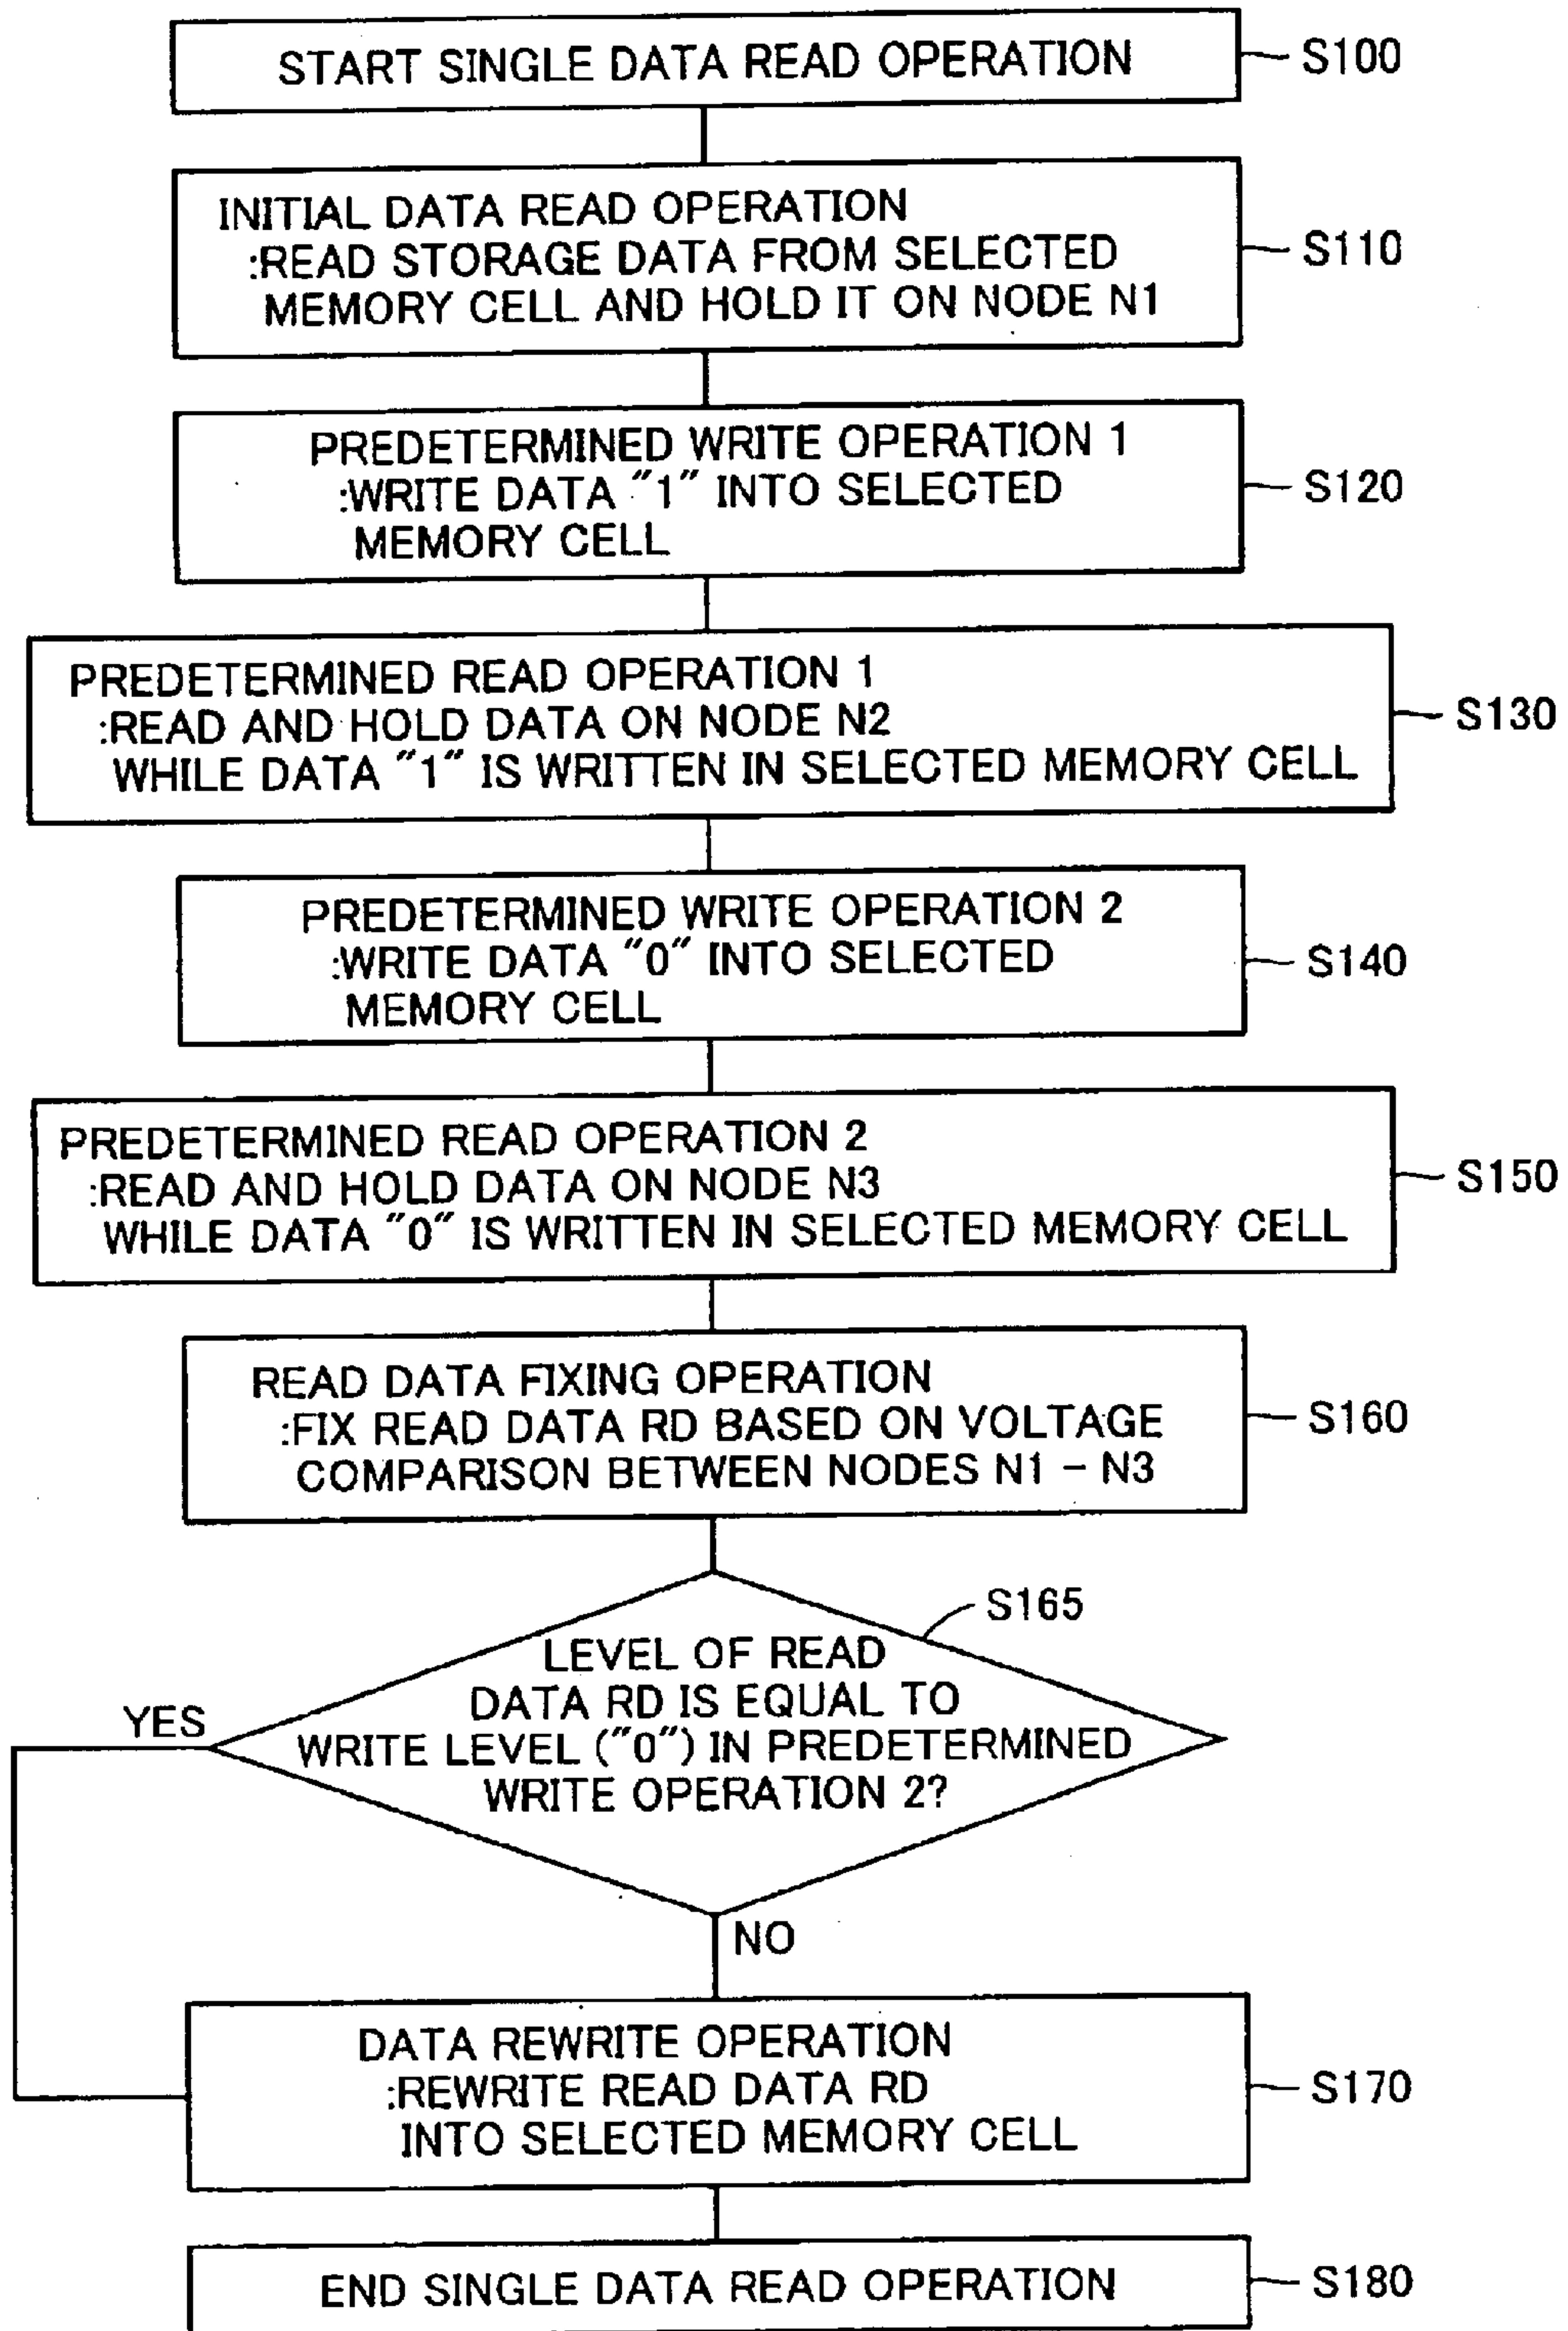 START SINGLE DATA READ OPERATION
S100
INITIAL DATA READ OPERATION
:READ STORAGE DATA FROM SELECTED
MEMORY CELL AND HOLD IT ON NODE N1
S110
PREDETERMINED WRITE OPERATION 1
:WRITE DATA "1" INTO SELECTED
MEMORY CELL
S120
PREDETERMINED READ OPERATION 1
:READ AND HOLD DATA ON NODE N2
WHILE DATA "1" IS WRITTEN IN SELECTED MEMORY CELL
S130
PREDETERMINED WRITE OPERATION 2
:WRITE DATA "0" INTO SELECTED
MEMORY CELL
S140
PREDETERMINED READ OPERATION 2
:READ AND HOLD DATA ON NODE N3
WHILE DATA "0" IS WRITTEN IN SELECTED MEMORY CELL
S150
READ DATA FIXING OPERATION
:FIX READ DATA RD BASED ON VOLTAGE
COMPARISON BETWEEN NODES N1 - N3
S160
S165
LEVEL OF READ
DATA RD IS EQUAL TO
WRITE LEVEL ("0") IN PREDETERMINED
WRITE OPERATION 2?
YES
NO
DATA REWRITE OPERATION
:REWRITE READ DATA RD
INTO SELECTED MEMORY CELL
S170
END SINGLE DATA READ OPERATION
S180